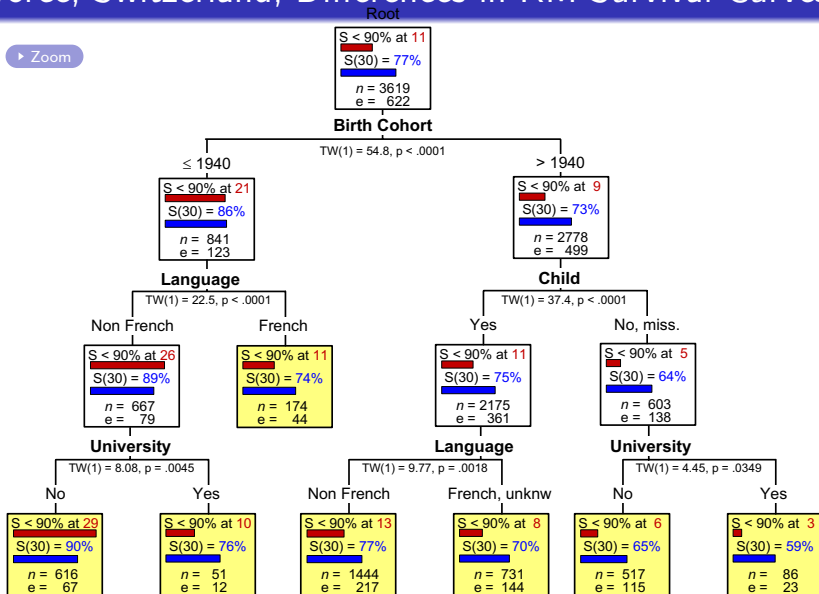 Switzerland, Differences in KM Survival Curves
Root
Zoom
S < 90% at 11
S(30) = 77%
n = 3619
e = 622
Birth Cohort
TW(1) = 54.8, p < .0001
≤ 1940
> 1940
S < 90% at 21
S(30) = 86%
n = 841
e = 123
S < 90% at 9
S(30) = 73%
n = 2778
e = 499
Language
Child
TW(1) = 22.5, p < .0001
TW(1) = 37.4, p < .0001
Non French
French
Yes
No, miss.
S < 90% at 26
S(30) = 89%
n = 667
e = 79
S < 90% at 11
S(30) = 74%
n = 174
e = 44
S < 90% at 11
S(30) = 75%
n = 2175
e = 361
S < 90% at 5
S(30) = 64%
n = 603
e = 138
University
Language
University
TW(1) = 8.08, p = .0045
TW(1) = 9.77, p = .0018
TW(1) = 4.45, p = .0349
No
Yes
Non French
French, unknw
No
Yes
S < 90% at 29
S(30) = 90%
n = 616
e = 67
S < 90% at 10
S(30) = 76%
n = 51
e = 12
S < 90% at 13
S(30) = 77%
n = 1444
e = 217
S < 90% at 8
S(30) = 70%
n = 731
e = 144
S < 90% at 6
S(30) = 65%
n = 517
e = 115
S < 90% at 3
S(30) = 59%
n = 86
e = 23